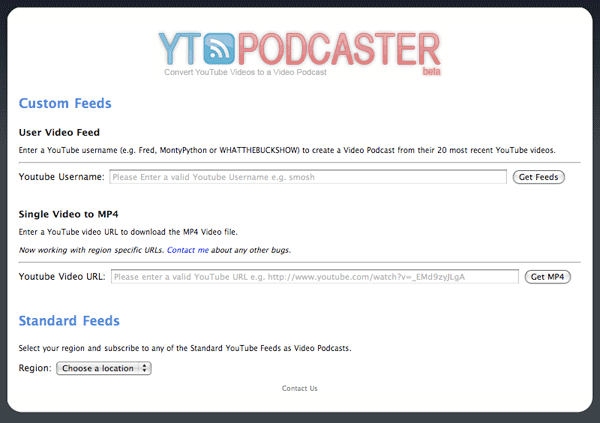 YT PODCASTER
Convert YouTube Videos to a Video Podcast
beta
Custom Feeds
User Video Feed
Enter a YouTube username (e.g. Fred, MontyPython or WHATTHEBUCKSHOW) to create a Video Podcast from their 20 most recent YouTube videos.
Youtube Username: Please Enter a valid Youtube Username e.g. smosh Get Feeds
Single Video to MP4
Enter a YouTube video URL to download the MP4 Video file.
Now working with region specific URLs. Contact me about any other bugs.
Youtube Video URL: Please enter a valid YouTube URL e.g. http://www.youtube.com/watch?v=_EMd9zyJLgA Get MP4
Standard Feeds
Select your region and subscribe to any of the Standard YouTube Feeds as Video Podcasts.
Region: Choose a location
Contact Us